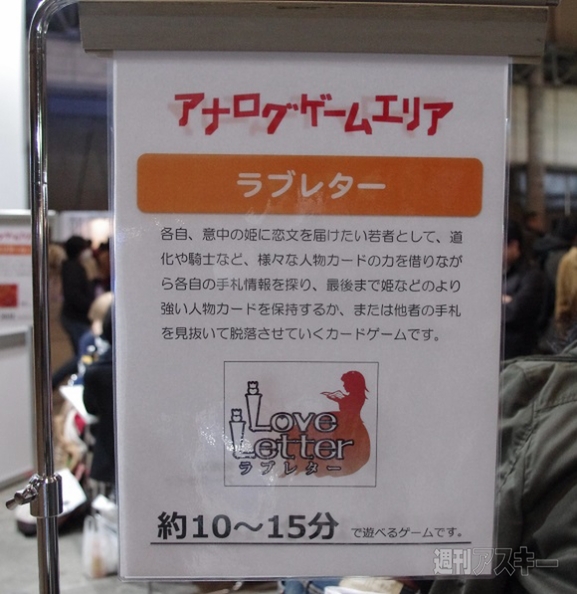 アナログゲームエリア
ラブレター
各自、意中の姫に恋文を届けたい若者として、道
化や騎士など、様々な人物カードの力を借りなが
ら各自の手札情報を探り、最後まで姫などのより
強い人物カードを保持するか、または他者の手札
を見抜いて脱落させていくカードゲームです。
Love
Letter
ラブレター
約10～15分 で遊べるゲームです。
週刊アスキー